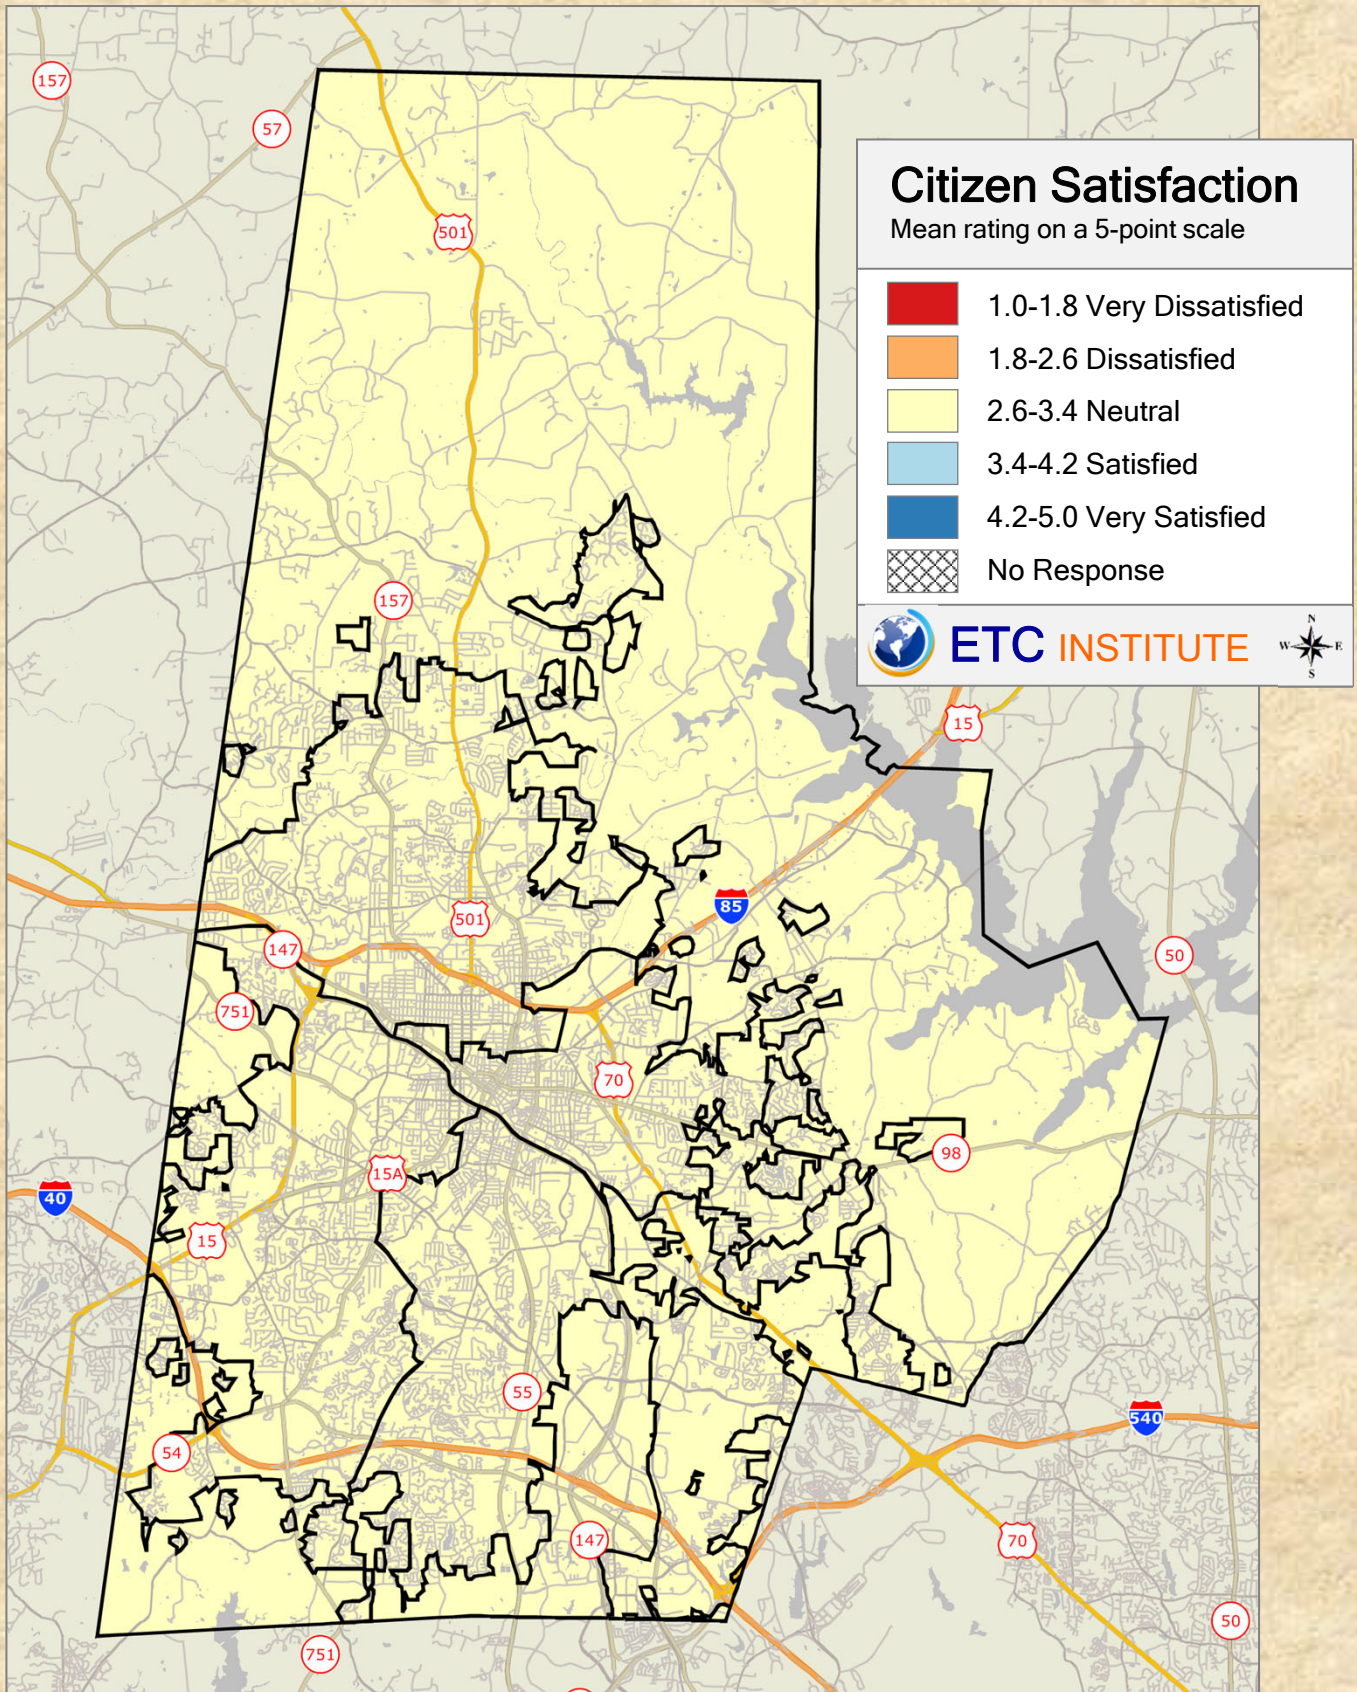 157
57
501
Citizen Satisfaction
Mean rating on a 5-point scale
1.0-1.8 Very Dissatisfied
1.8-2.6 Dissatisfied
2.6-3.4 Neutral
3.4-4.2 Satisfied
4.2-5.0 Very Satisfied
No Response
ETC INSTITUTE
N
W
E
S
157
15
501
85
147
50
751
70
98
15A
40
15
55
540
54
147
70
50
751